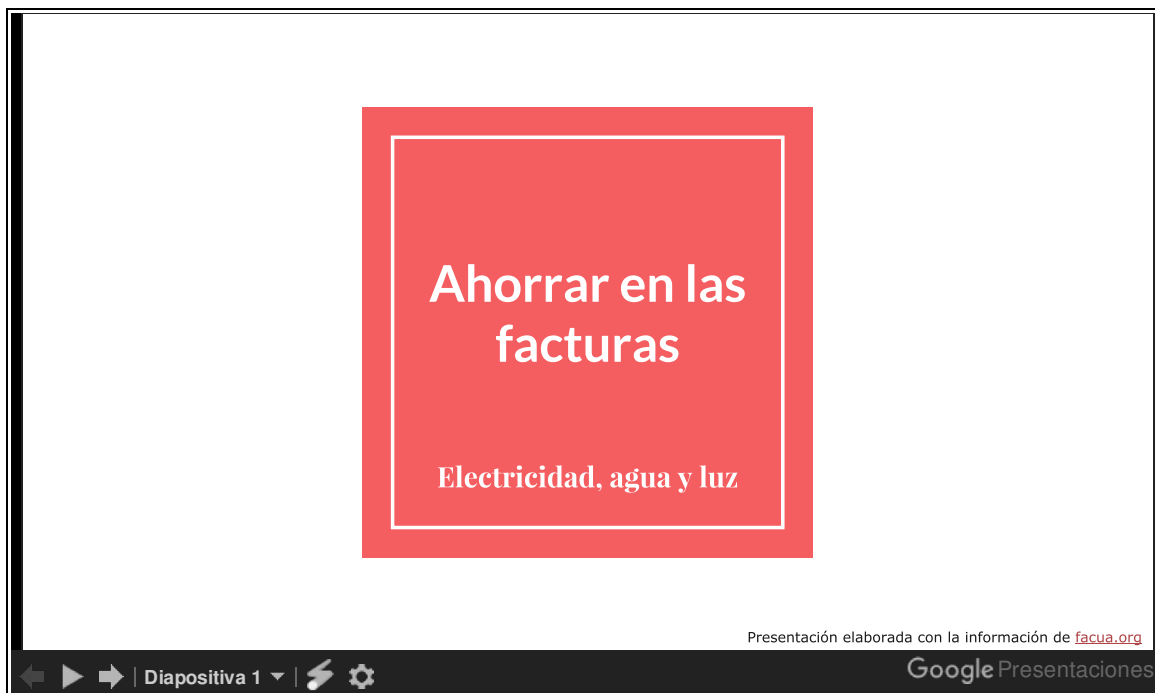 Ahorrar en las
facturas
Electricidad, agua y luz
Presentación elaborada con la información de facua.org
Diapositiva 1
Google Presentaciones